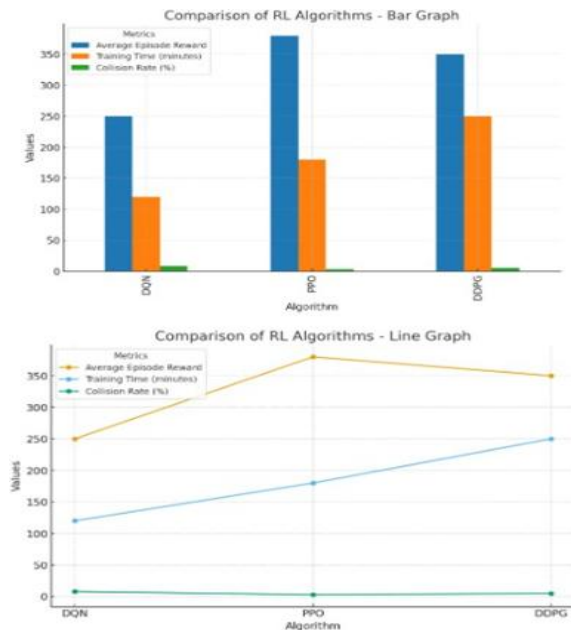 Comparison of RL Algorithms - Bar Graph
Metrics
Average Episode Reward
Training Time (minutes)
Collision Rate (%)
350
300
250
200
150
100
50
0
Values
DQN
PPO
DDPG
Algorithm
Comparison of RL Algorithms - Line Graph
Metrics
Average Episode Reward
Training Time (minutes)
Collision Rate (%)
350
300
250
200
150
100
50
0
Values
DQN
PPO
DDPG
Algorithm